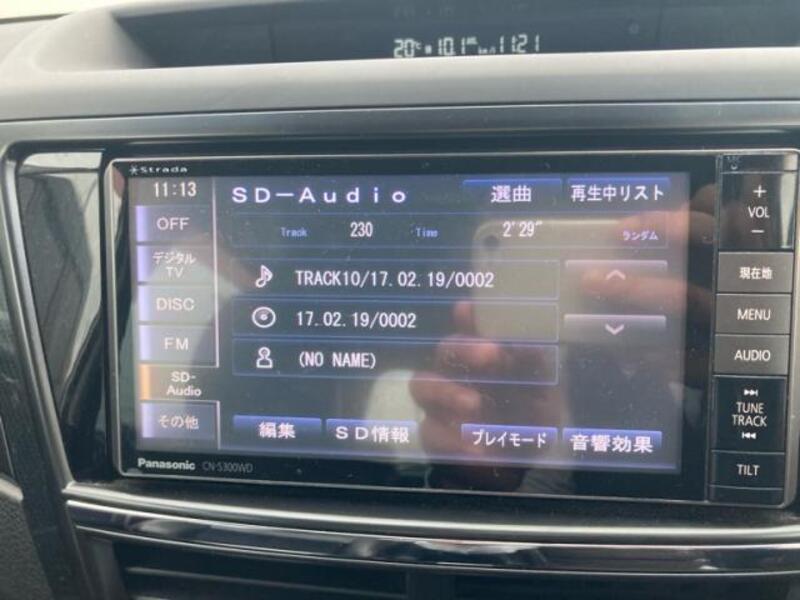 20℃ 10.1 km/L 11:21
Strada
11:13
SD-Audio
選曲
再生中リスト
Track 230 Time 2'29"
ランダム
TRACK10/17.02.19/0002
17.02.19/0002
(NO NAME)
編集
SD情報
プレイモード
音響効果
OFF
デジタル
TV
DISC
FM
SD-
Audio
その他
Panasonic CN-S300WD
+
VOL
-
現在地
MENU
AUDIO
TUNE
TRACK
TILT